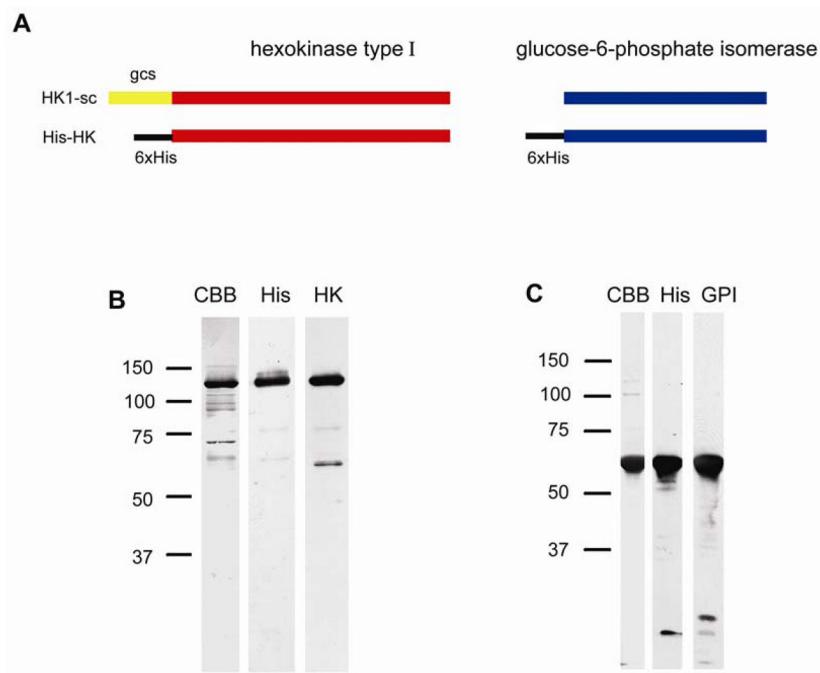 A
hexokinase type I
glucose-6-phosphate isomerase
gcs
HK1-sc
His-HK
6xHis
6xHis
B
CBB His HK
150
100
75
50
37
C
CBB His GPI
150
100
75
50
37